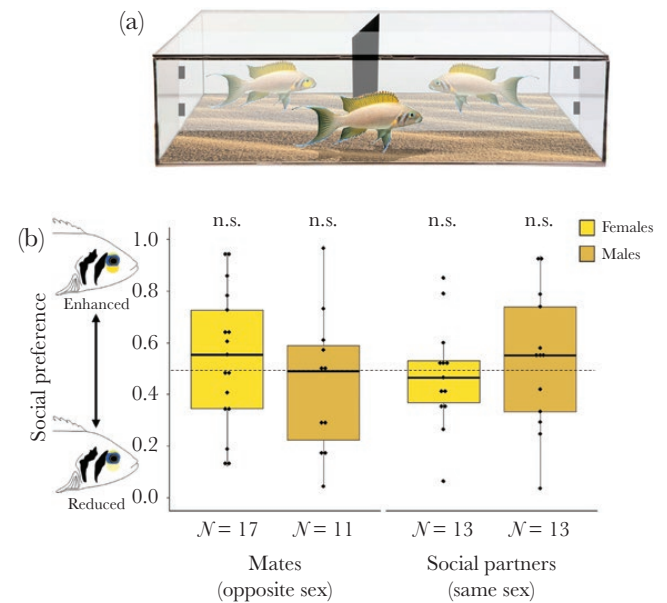 (a)
(b)
n.s. n.s. n.s. n.s.
Females
Males
Social preference
Enhanced
Reduced
1.0
0.8
0.6
0.4
0.2
0.0
N = 17 N = 11 N = 13 N = 13
Mates Social partners
(opposite sex) (same sex)